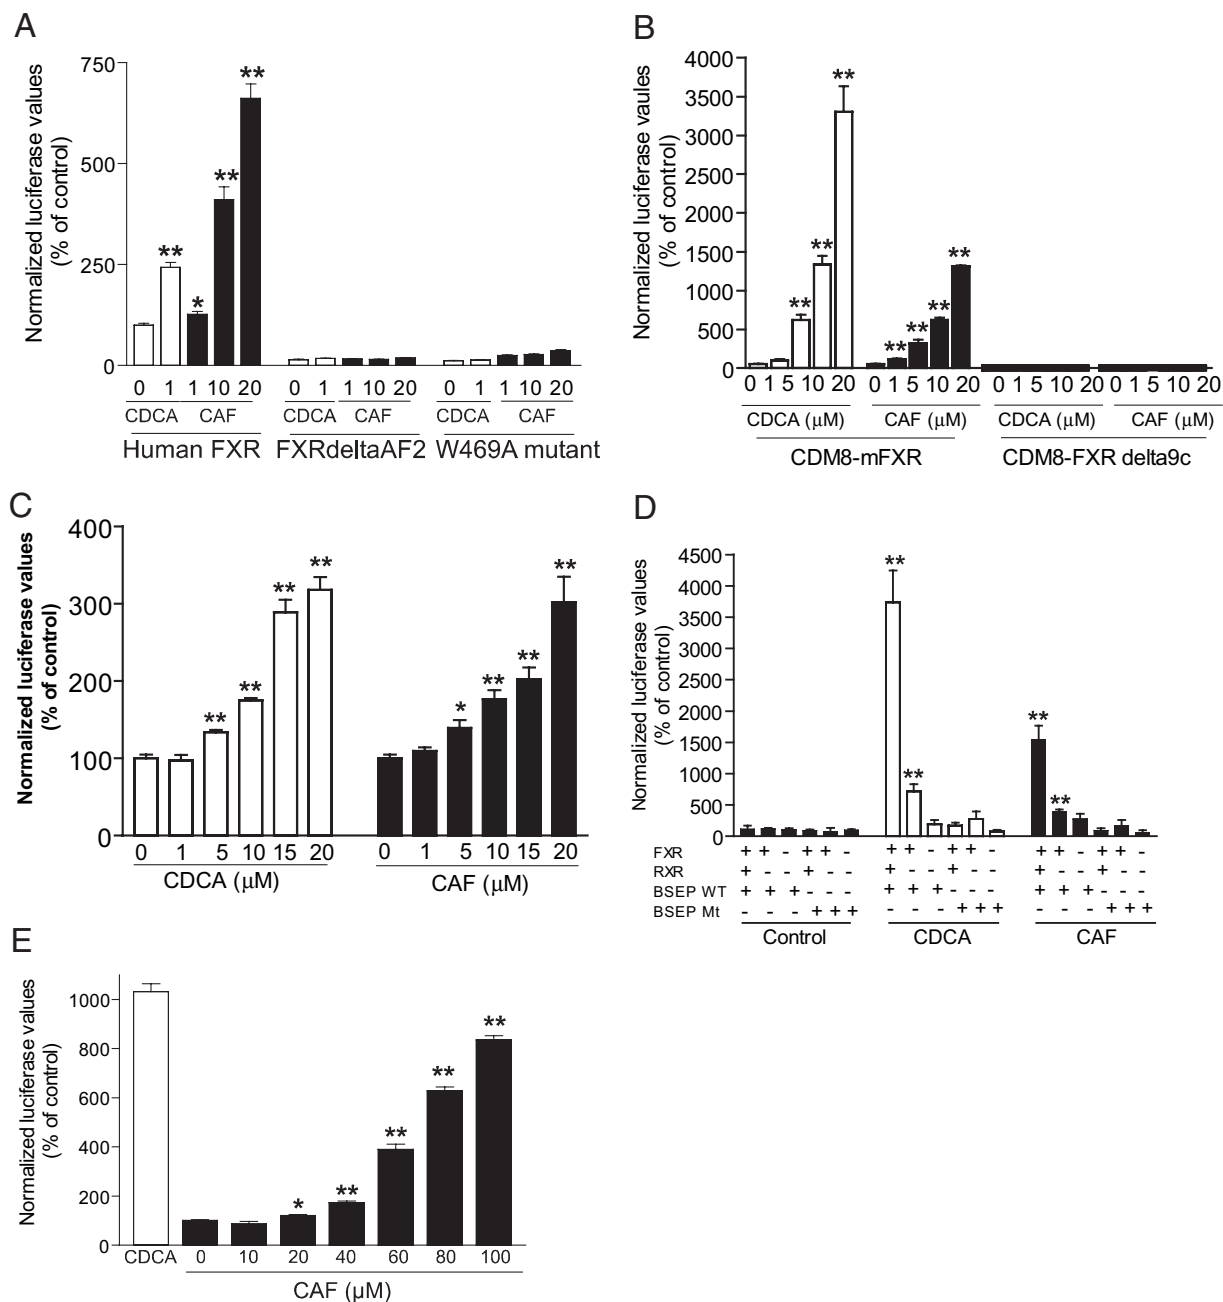 A
Normalized luciferase values
(% of control)
750
500
250
0
**
*
**
**
0 1 1 10 20
0 1 1 10 20
0 1 1 10 20
CDCA CAF
CDCA CAF
CDCA CAF
Human FXR
FXRdeltaAF2
W469A mutant
B
Normalized luciferase vaules
(% of control)
4000
3500
3000
2500
2000
1500
1000
500
0
**
**
**
**
**
**
**
0 1 5 10 20
0 1 5 10 20
0 1 5 10 20
0 1 5 10 20
CDCA (μM)
CAF (μM)
CDCA (μM)
CAF (μM)
CDM8-mFXR
CDM8-FXR delta9c
C
Normalized luciferase values
(% of control)
400
300
200
100
0
**
**
**
**
*
**
**
**
0 1 5 10 15 20
0 1 5 10 15 20
CDCA (μM)
CAF (μM)
D
Normalized luciferase values
(% of control)
4500
4000
3500
3000
2500
2000
1500
1000
500
0
**
**
**
**
FXR + + - + + - + + - + + - + + - + + -
RXR + - - + - - + - - + - - + - - + - -
BSEP WT + + + - - - + + + - - - + + + - - -
BSEP Mt - - - + + + - - - + + + - - - + + +
Control
CDCA
CAF
E
Normalized luciferase values
(% of control)
1000
800
600
400
200
0
*
**
**
**
**
CDCA 0 10 20 40 60 80 100
CAF (μM)